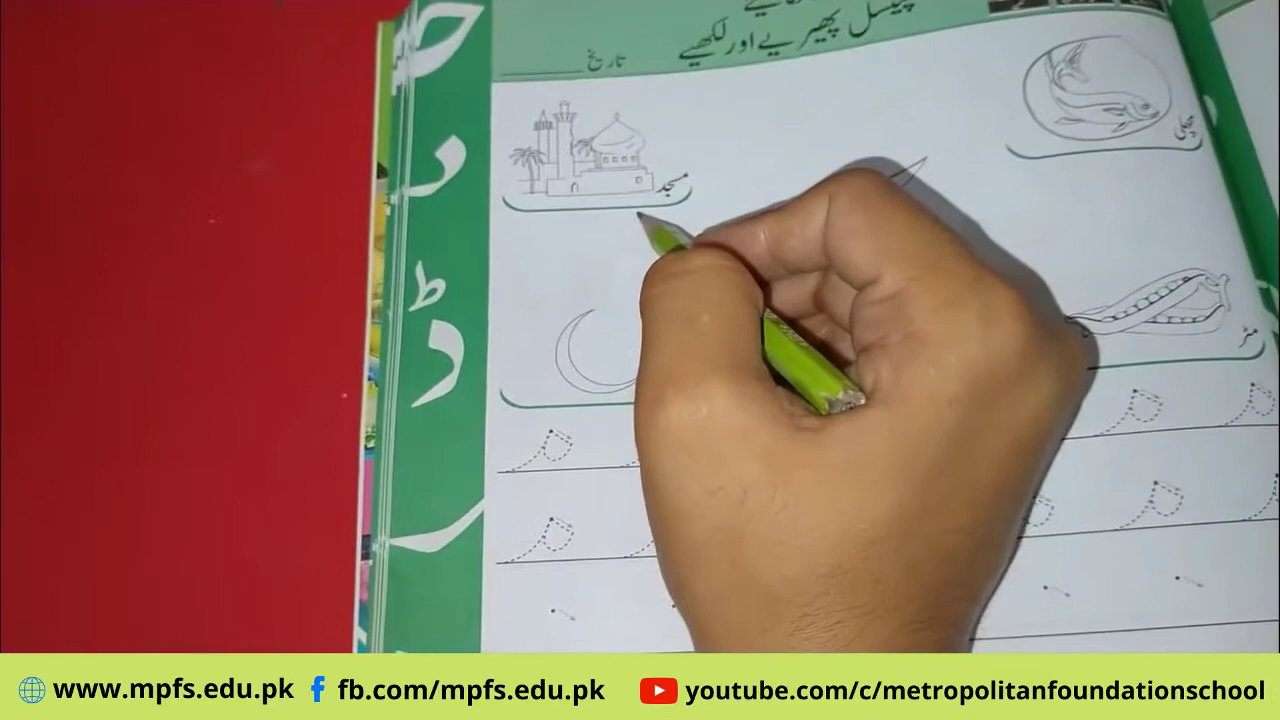 پنسل پھیریے اور لکھیے
تاریخ
مچھلی
مسجد
مٹر
د
ڈ
ر
www.mpfs.edu.pk
fb.com/mpfs.edu.pk
youtube.com/c/metropolitanfoundationschool